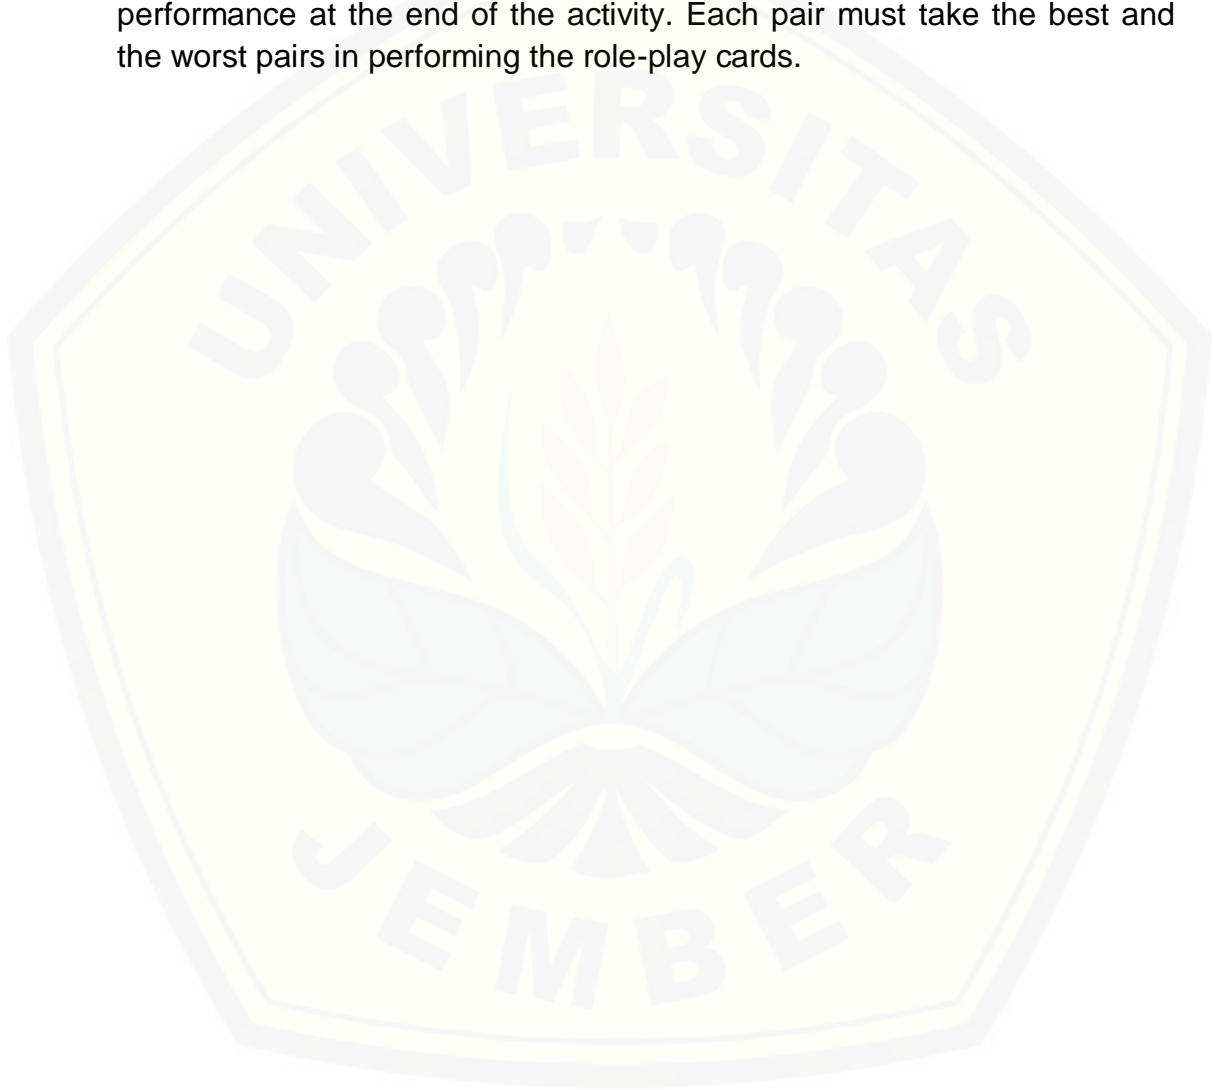 performance at the end of the activity. Each pair must take the best and
the worst pairs in performing the role-play cards.
UNIVERSITAS
JEMBER